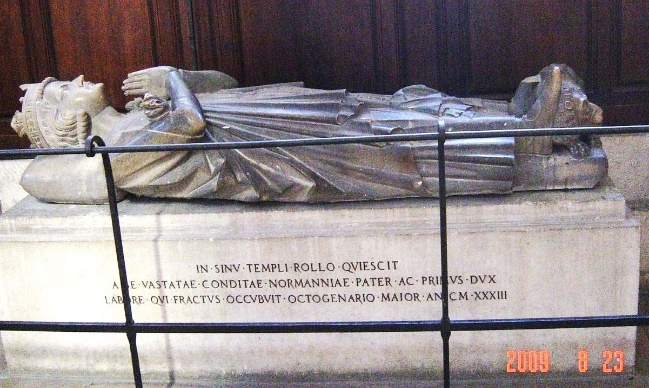 IN·SINV·TEMPLI·ROLLO·QVIESCIT
A SE·VASTATAE·CONDITAE·NORMANNIAE·PATER·AC·PRIMVS·DVX
LABORE·QVI·FRACTVS·OCCVBVIT·OCTOGENARIO·MAIOR·AN·CM·XXXIII
2009 8 23